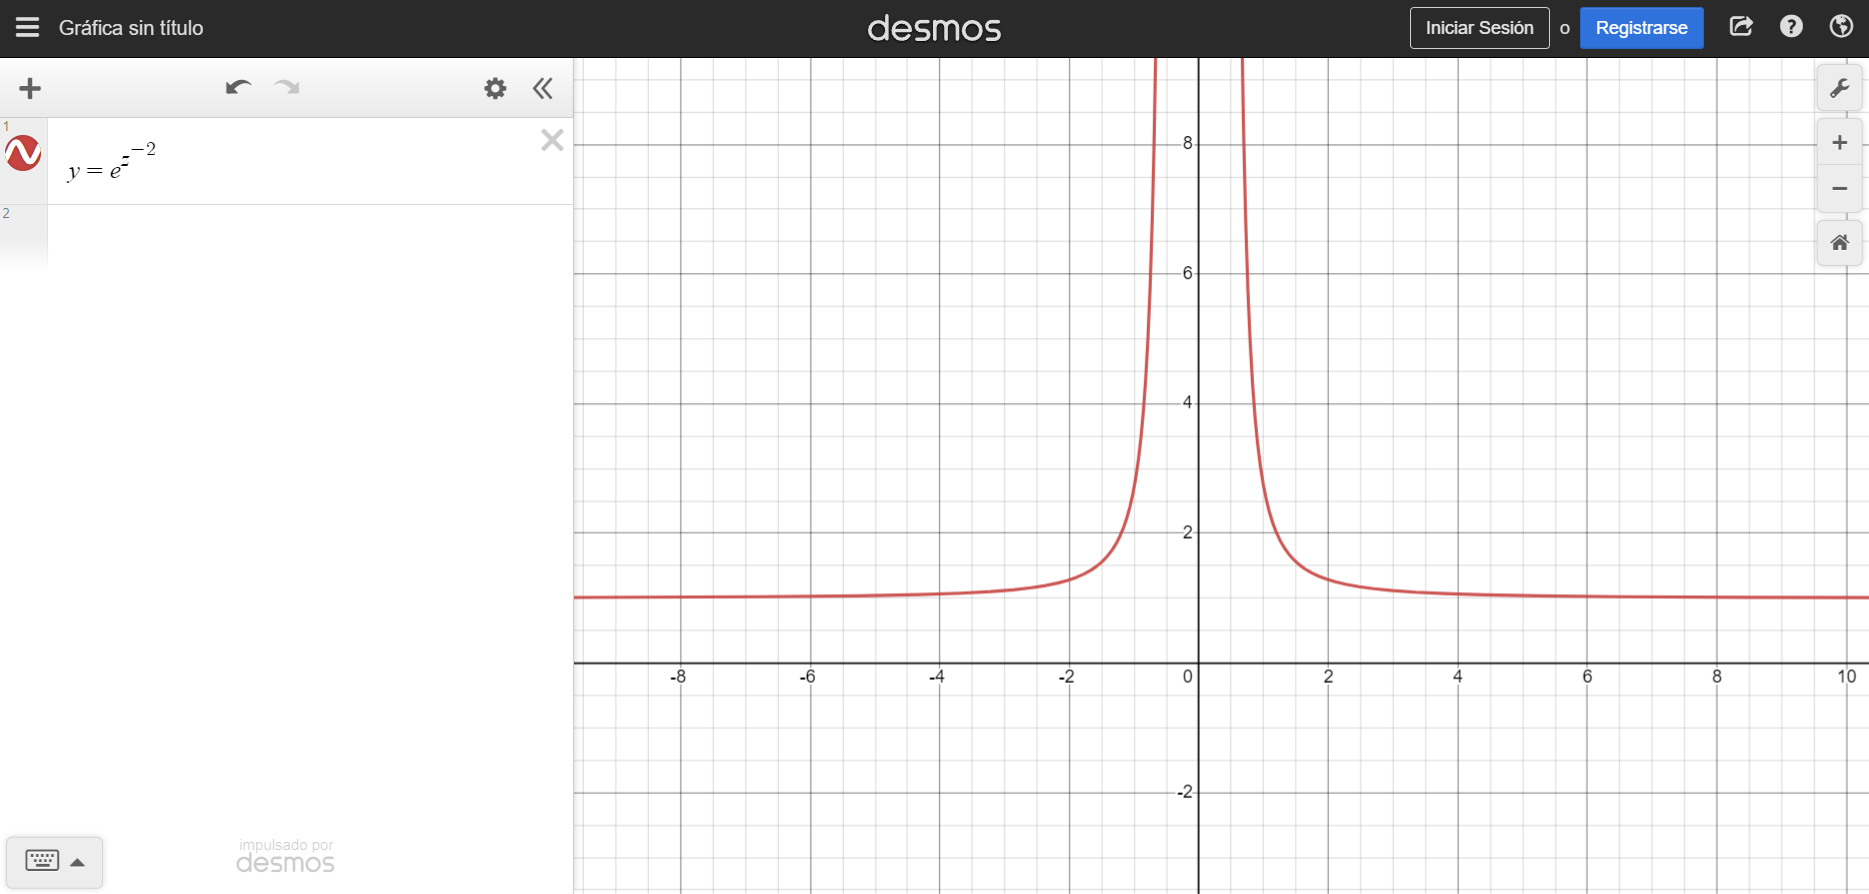 Gráfica sin título
desmos
Iniciar Sesión o Registrarse
1
y = e^{z^{-2}}
2
8
6
4
2
-8 -6 -4 -2 0 2 4 6 8 10
-2
impulsado por
desmos